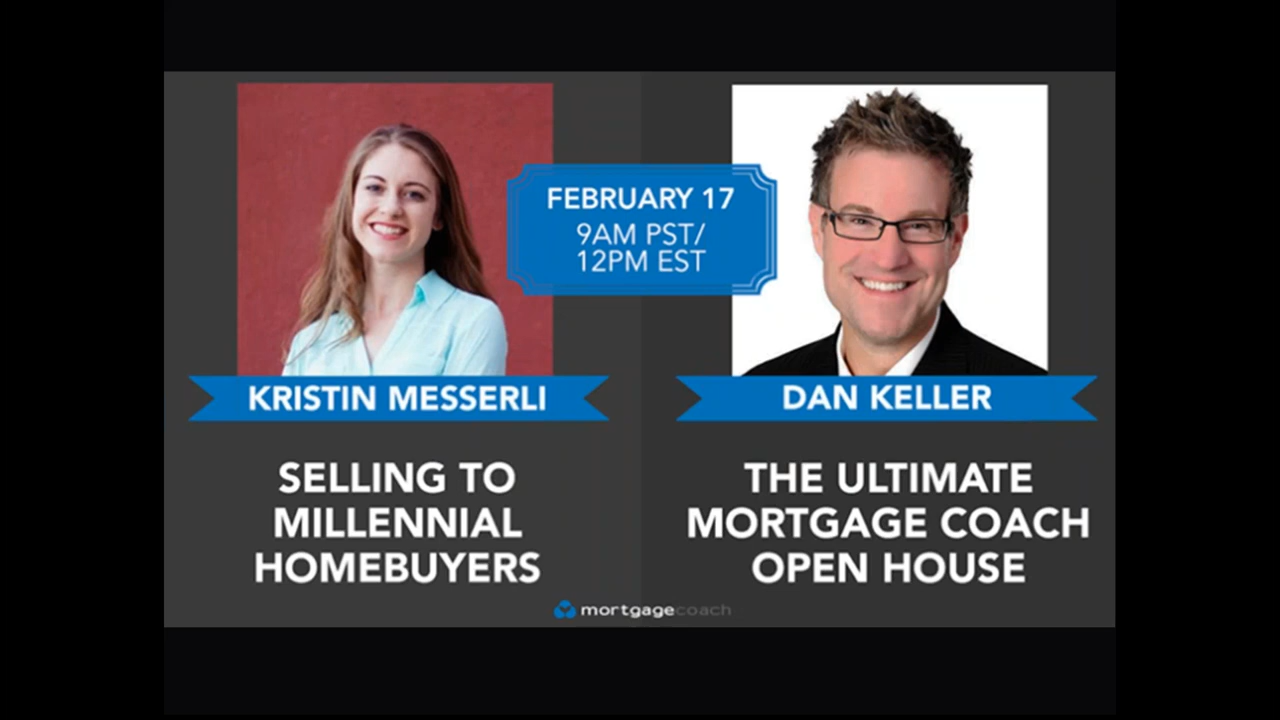 FEBRUARY 17
9AM PST/
12PM EST
KRISTIN MESSERLI
SELLING TO
MILLENNIAL
HOMEBUYERS
DAN KELLER
THE ULTIMATE
MORTGAGE COACH
OPEN HOUSE
mortgagecoach